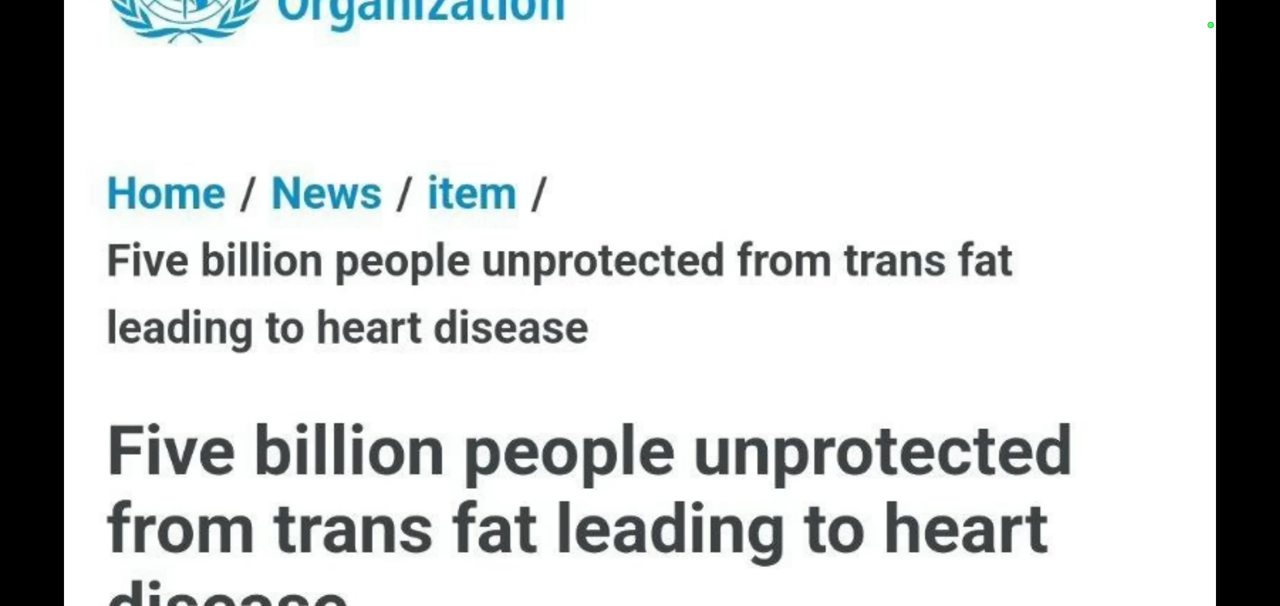 Organization
Home / News / item /
Five billion people unprotected from trans fat
leading to heart disease
Five billion people unprotected
from trans fat leading to heart
disease